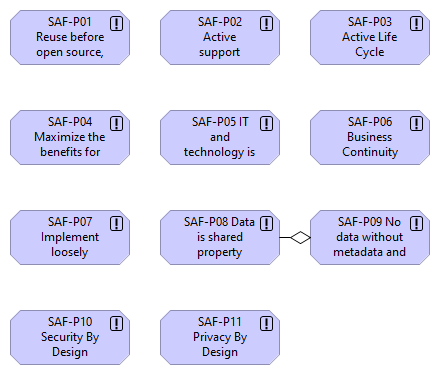 SAF-P01
Reuse before
open source,
SAF-P02
Active
support
SAF-P03
Active Life
Cycle
SAF-P04
Maximize the
benefits for
SAF-P05 IT
and
technology is
SAF-P06
Business
Continuity
SAF-P07
Implement
loosely
SAF-P08 Data
is shared
property
SAF-P09 No
data without
metadata and
SAF-P10
Security By
Design
SAF-P11
Privacy By
Design